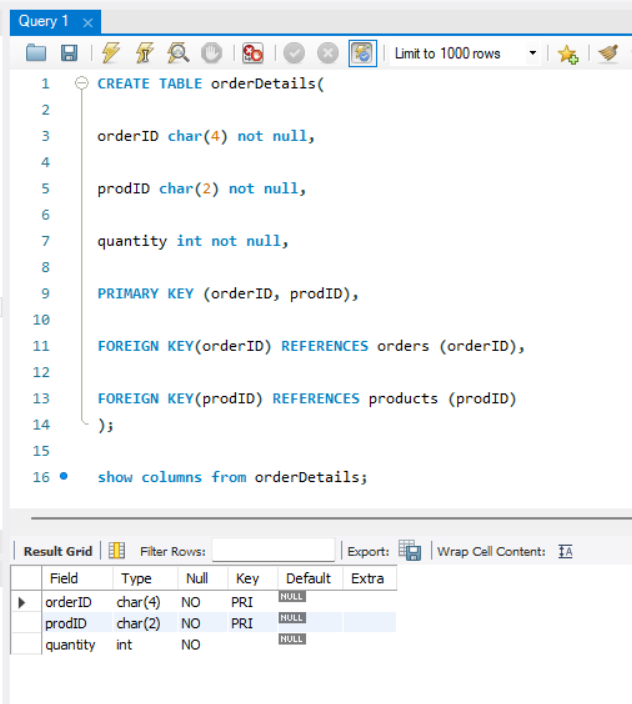 Query 1 ×
Limit to 1000 rows
1 CREATE TABLE orderDetails(
2
3 orderID char(4) not null,
4
5 prodID char(2) not null,
6
7 quantity int not null,
8
9 PRIMARY KEY (orderID, prodID),
10
11 FOREIGN KEY(orderID) REFERENCES orders (orderID),
12
13 FOREIGN KEY(prodID) REFERENCES products (prodID)
14 );
15
16 show columns from orderDetails;
Result Grid Filter Rows: Export: Wrap Cell Content: IA
Field Type Null Key Default Extra
orderID char(4) NO PRI NULL
prodID char(2) NO PRI NULL
quantity int NO NULL